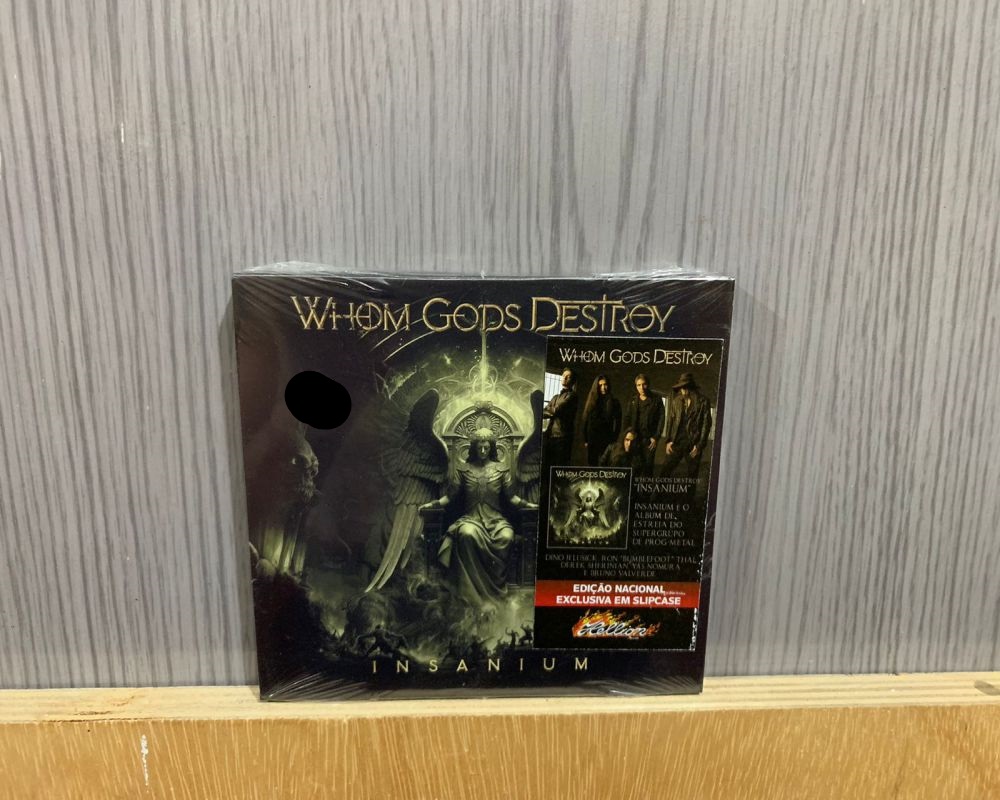 WHOM GODS DESTROY
WHOM GODS DESTROY
WHOM GODS DESTROY
WHOM GODS DESTROY
"INSANIUM"
INSANIUM É O
ÁLBUM DE
ESTREIA DO
SUPERGRUPO
DE PROG-METAL
INSANIUM
DINO JELUSICK, RON "BUMBLEFOOT" THAL,
DEREK SHERINIAN, YAS NOMURA
E BRUNO VALVERDE
EDIÇÃO NACIONAL
EXCLUSIVA EM SLIPCASE
Hellion
INSANIUM